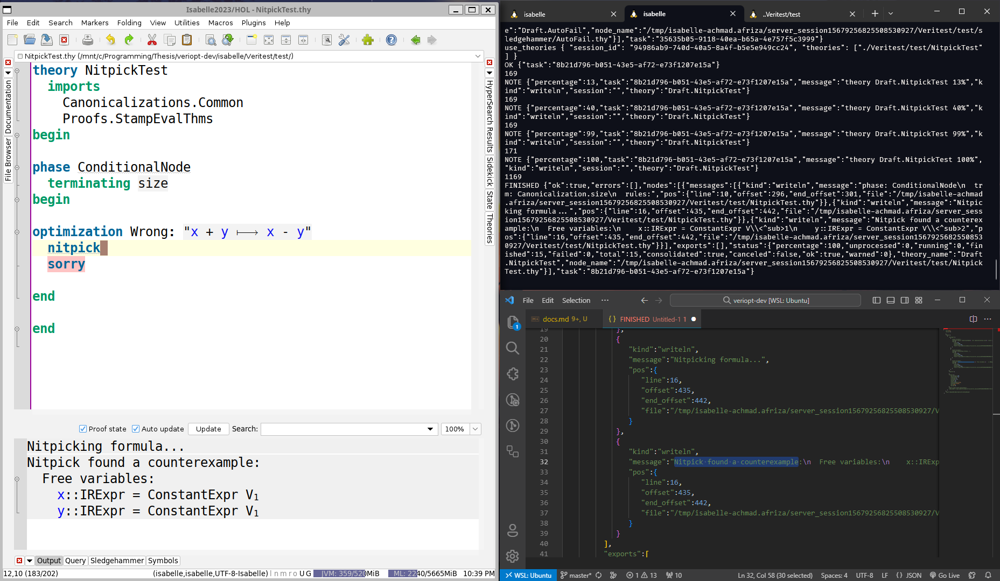 Isabelle2023/HOL - NitpickTest.thy
File Edit Search Markers Folding View Utilities Macros Plugins Help
NitpickTest.thy (/mnt/c/Programming/Thesis/veriopt-dev/isabelle/Veritest/test/)
File Browser
Documentation
theory NitpickTest
imports
Canonicalizations.Common
Proofs.StampEvalThms
begin
phase ConditionalNode
terminating size
begin
optimization Wrong: "x + y ⟼ x - y"
nitpick
sorry
end
end
HyperSearch Results
Sidekick
State
Theories
Proof state Auto update Update Search: 100%
Nitpicking formula...
Nitpick found a counterexample:
Free variables:
x::IRExpr = ConstantExpr V₁
y::IRExpr = ConstantExpr V₁
Output Query Sledgehammer Symbols
12,10 (183/202) (isabelle,isabelle,UTF-8-Isabelle) l n m r o U G JVM: 359/520MiB ML: 2240/5665MiB 10:39 PM
isabelle isabelle ..Veritest/test
e":"Draft.AutoFail","node_name":"/tmp/isabelle-achmad.afriza/server_session15679256825508530927/Veritest/test/s
ledgehammer/AutoFail.thy"}],"task":"35635b05-9118-40ea-b65a-4e757f5c3999"}
use_theories { "session_id": "94986ab9-740d-40a5-8a4f-b5e5e949cc24", "theories": ["./Veritest/test/NitpickTest"
] }
OK {"task":"8b21d796-b051-43e5-af72-e73f1207e15a"}
169
NOTE {"percentage":13,"task":"8b21d796-b051-43e5-af72-e73f1207e15a","message":"theory Draft.NitpickTest 13%","k
ind":"writeln","session":"","theory":"Draft.NitpickTest"}
169
NOTE {"percentage":40,"task":"8b21d796-b051-43e5-af72-e73f1207e15a","message":"theory Draft.NitpickTest 40%","k
ind":"writeln","session":"","theory":"Draft.NitpickTest"}
169
NOTE {"percentage":99,"task":"8b21d796-b051-43e5-af72-e73f1207e15a","message":"theory Draft.NitpickTest 99%","k
ind":"writeln","session":"","theory":"Draft.NitpickTest"}
171
NOTE {"percentage":100,"task":"8b21d796-b051-43e5-af72-e73f1207e15a","message":"theory Draft.NitpickTest 100%",
"kind":"writeln","session":"","theory":"Draft.NitpickTest"}
1169
FINISHED {"ok":true,"errors":[],"nodes":[{"messages":[{"kind":"writeln","message":"phase: ConditionalNode\n  tr
m: Canonicalization.size\n  rules:","pos":{"line":10,"offset":296,"end_offset":301,"file":"/tmp/isabelle-achmad
.afriza/server_session15679256825508530927/Veritest/test/NitpickTest.thy"}},{"kind":"writeln","message":"Nitpic
king formula...","pos":{"line":16,"offset":435,"end_offset":442,"file":"/tmp/isabelle-achmad.afriza/server_sess
ion15679256825508530927/Veritest/test/NitpickTest.thy"}},{"kind":"writeln","message":"Nitpick found a counterex
ample:\n  Free variables:\n    x::IRExpr = ConstantExpr V\\<^sub>1\n    y::IRExpr = ConstantExpr V\\<^sub>2","p
os":{"line":16,"offset":435,"end_offset":442,"file":"/tmp/isabelle-achmad.afriza/server_session1567925682550853
0927/Veritest/test/NitpickTest.thy"}}],"exports":[],"status":{"percentage":100,"unprocessed":0,"running":0,"fin
ished":15,"failed":0,"total":15,"consolidated":true,"canceled":false,"ok":true,"warned":0},"theory_name":"Draft
.NitpickTest","node_name":"/tmp/isabelle-achmad.afriza/server_session15679256825508530927/Veritest/test/Nitpick
Test.thy"}],"task":"8b21d796-b051-43e5-af72-e73f1207e15a"}
File Edit Selection ··· veriopt-dev [WSL: Ubuntu]
1
docs.md 9+, U {} FINISHED Untitled-1 1
19 },
20 {
21 "kind":"writeln",
22 "message":"Nitpicking formula...",
23 "pos":{
24 "line":16,
25 "offset":435,
26 "end_offset":442,
27 "file":"/tmp/isabelle-achmad.afriza/server_session15679256825508530927/V
28 }
29 },
30 {
31 "kind":"writeln",
32 "message":"Nitpick found a counterexample:\n  Free variables:\n    x::IRExp
33 "pos":{
34 "line":16,
35 "offset":435,
36 "end_offset":442,
37 "file":"/tmp/isabelle-achmad.afriza/server_session15679256825508530927/V
38 }
39 }
40 ],
41 "exports":[
WSL: Ubuntu master* 1 13 10 Ln 32, Col 58 (30 selected) Spaces: 4 UTF-8 LF {} JSON Go Live